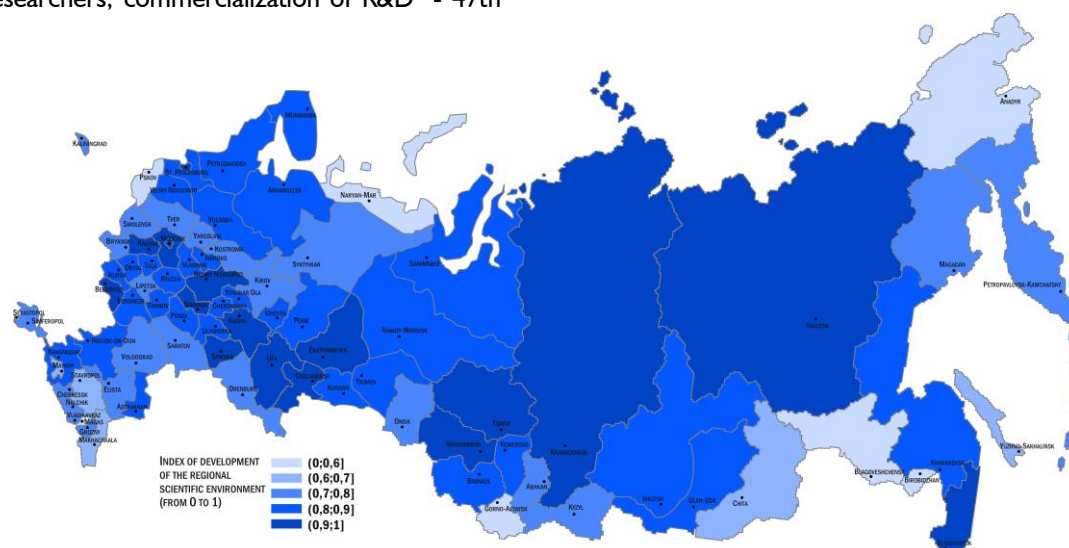 esearchers, commercialization of R&D" - 47th
ANADYR
MURMANSK
KALININGRAD
PETROZAVODSK
ST. PETERSBURG
PSKOV
VELIKY NOVGOROD
ARKHANGELSK
NARYAN-MAR
SMOLENSK
TVER
VOLOGDA
BRYANSK
KALUGA
MOSCOW
YAROSLAVL
KOSTROMA
IVANOVO
SYKTYVKAR
SALEKHARD
MAGADAN
PETROPAVLOVSK-KAMCHATSKY
ORYOL
TULA
VLADIMIR
NIZHNY NOVGOROD
KIROV
KURSK
RYAZAN
BELGOROD
LIPETSK
YOSHKAR OLA
VORONEZH
TAMBOV
SARANSK
CHEBOKSARY
IZHEVSK
PERM
YAKUTSK
SEVASTOPOL
SIMFEROPOL
PENZA
KAZAN
ULYANOVSK
KHANTY-MANSIYSK
ROSTOV-ON-DON
SARATOV
SAMARA
EKATERINBURG
KRASNODAR
VOLGOGRAD
UFA
MAYKOP
STAVROPOL
ELISTA
CHELYABINSK
TYUMEN
CHERKESSK
ORENBURG
KURGAN
NALCHIK
ASTRAKHAN
VLADIKAVKAZ
MAGAS
GROZNY
MAKHACHKALA
OMSK
TOMSK
NOVOSIBIRSK
KEMEROVO
KRASNOYARSK
YUZHNO-SAKHALINSK
BARNAUL
ABAKAN
KHABAROVSK
BLAGOVESHCHENSK
BIROBIDZHAN
GORNO-ALTAYSK
KYZYL
IRKUTSK
ULAN-UDE
CHITA
VLADIVOSTOK
INDEX OF DEVELOPMENT
OF THE REGIONAL
SCIENTIFIC ENVIRONMENT
(FROM 0 TO 1)
(0;0,6]
(0,6;0,7]
(0,7;0,8]
(0,8;0,9]
(0,9;1]